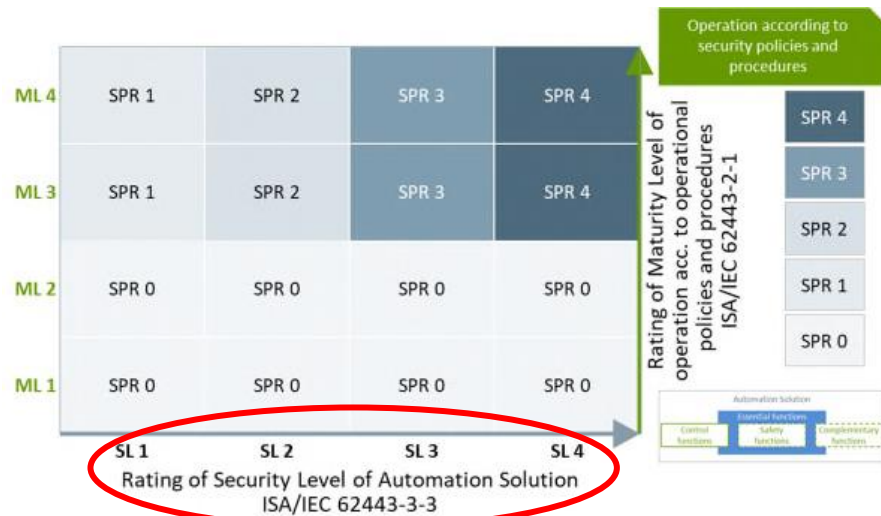 Operation according to
security policies and
procedures
ML 4
SPR 1 SPR 2 SPR 3 SPR 4
ML 3
SPR 1 SPR 2 SPR 3 SPR 4
ML 2
SPR 0 SPR 0 SPR 0 SPR 0
ML 1
SPR 0 SPR 0 SPR 0 SPR 0
SL 1 SL 2 SL 3 SL 4
Rating of Security Level of Automation Solution
ISA/IEC 62443-3-3
Rating of Maturity Level of
operation acc. to operational
policies and procedures
ISA/IEC 62443-2-1
SPR 4
SPR 3
SPR 2
SPR 1
SPR 0
Automation Solution
Essential functions
Control
functions
Safety
functions
Complementary
functions